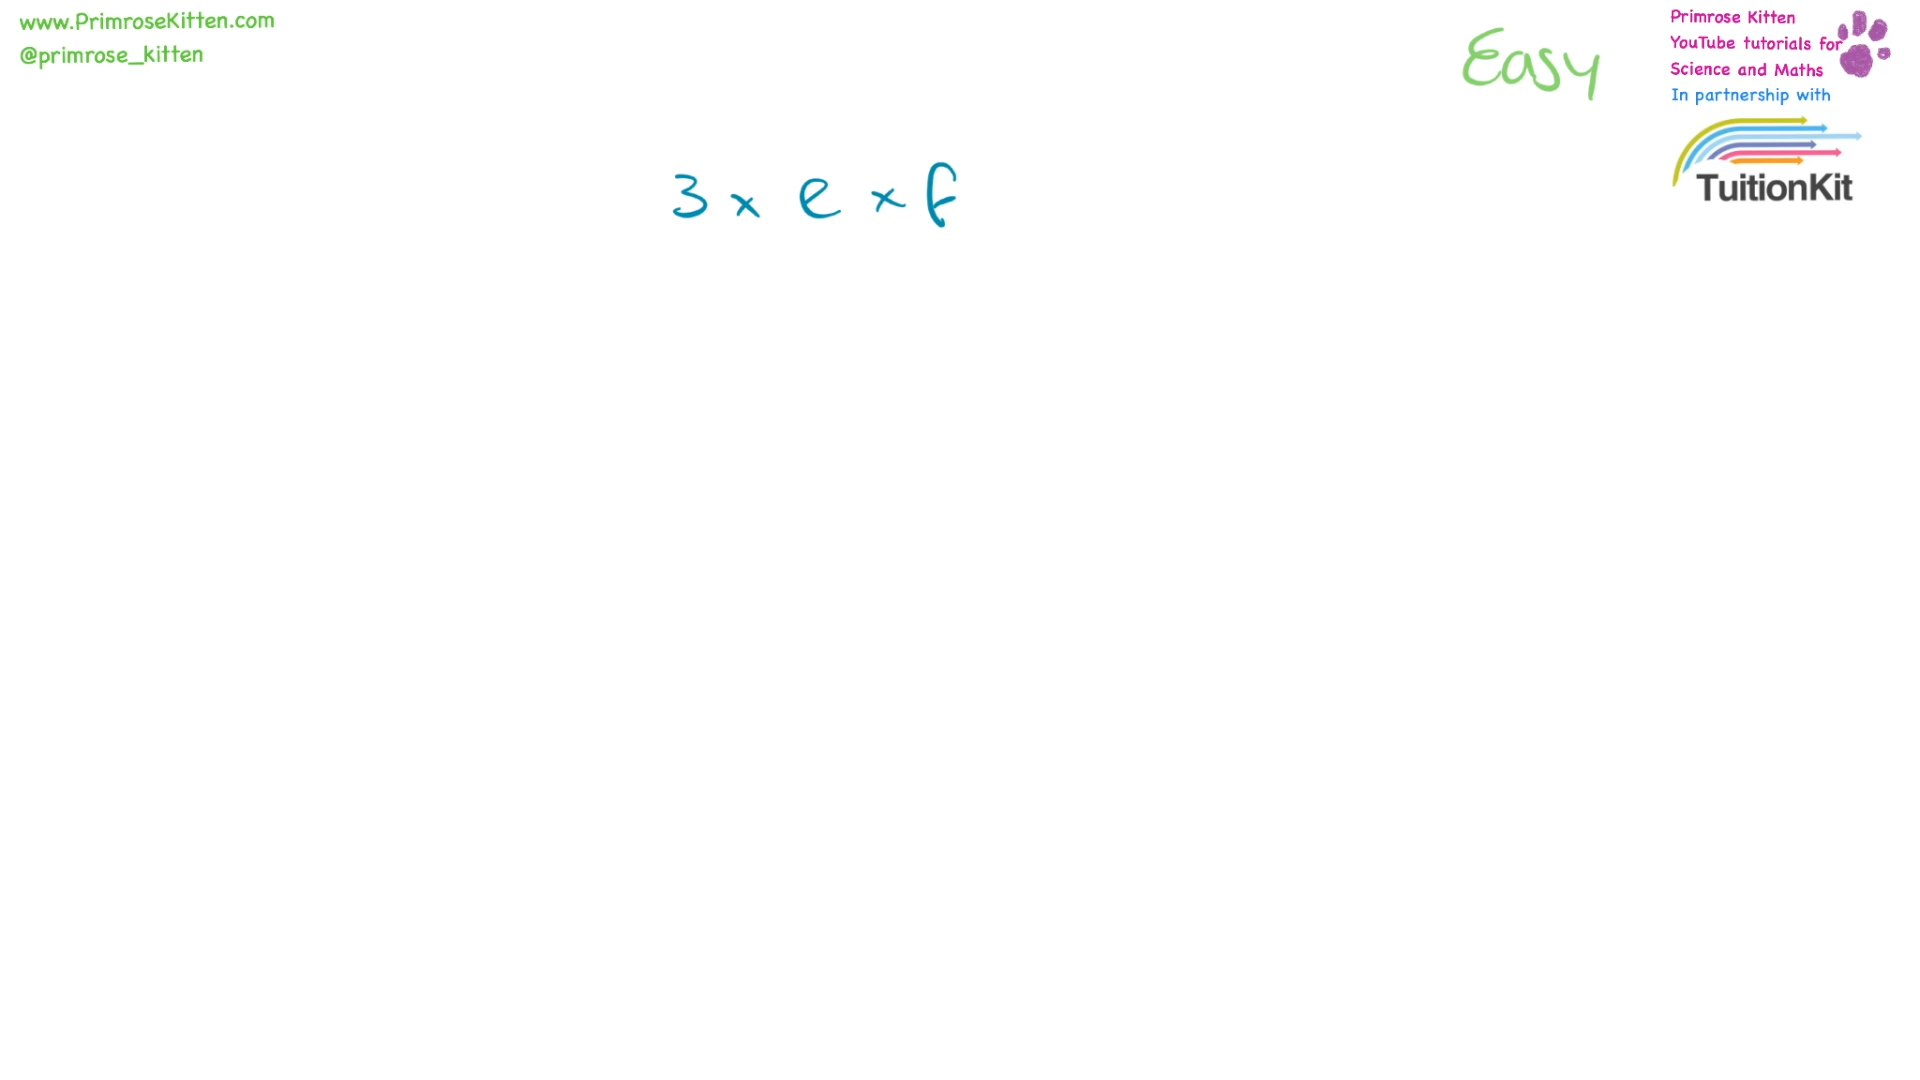 www.PrimroseKitten.com
@primrose_kitten
Easy
Primrose Kitten
YouTube tutorials for
Science and Maths
In partnership with
TuitionKit
3 × e × f